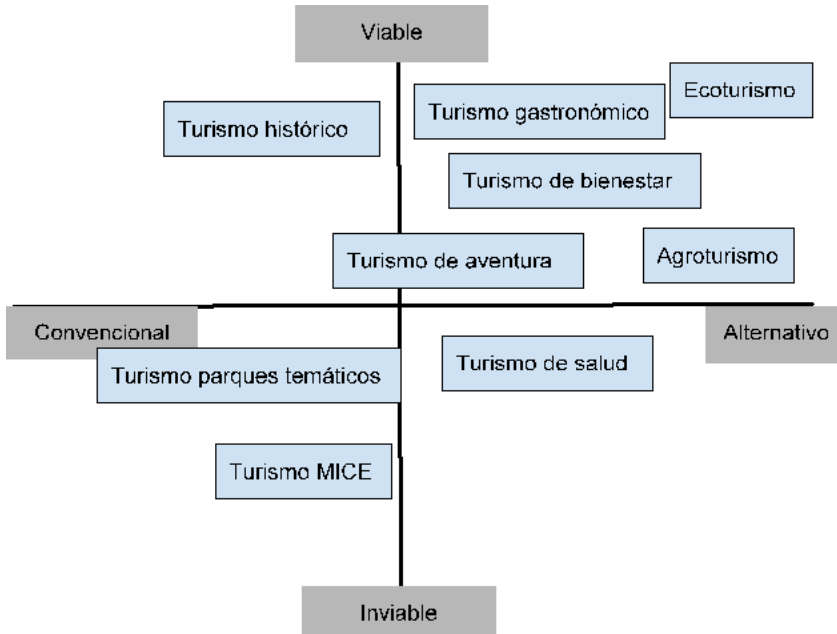 Viable
Ecoturismo
Turismo gastronómico
Turismo histórico
Turismo de bienestar
Turismo de aventura
Agroturismo
Convencional
Alternativo
Turismo parques temáticos
Turismo de salud
Turismo MICE
Inviable